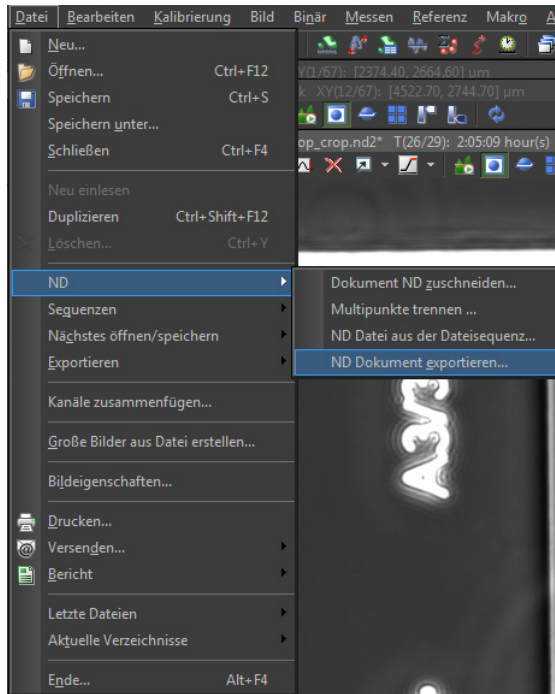 Datei Bearbeiten Kalibrierung Bild Binär Messen Referenz Makro A
Neu...
Öffnen... Ctrl+F12
Y(1/67): [2374.40, 2664.60] µm
Speichern Ctrl+S
k XY(12/67): [4522.70, 2744.70] µm
Speichern unter...
Schließen Ctrl+F4
op_crop.nd2* T(26/29): 2:05:09 hour(s)
Neu einlesen
Duplizieren Ctrl+Shift+F12
Löschen... Ctrl+Y
ND
Dokument ND zuschneiden...
Sequenzen
Multipunkte trennen ...
Nächstes öffnen/speichern
ND Datei aus der Dateisequenz...
Exportieren
ND Dokument exportieren...
Kanäle zusammenfügen...
Große Bilder aus Datei erstellen...
Bildeigenschaften...
Drucken...
Versenden...
Bericht
Letzte Dateien
Aktuelle Verzeichnisse
Ende... Alt+F4